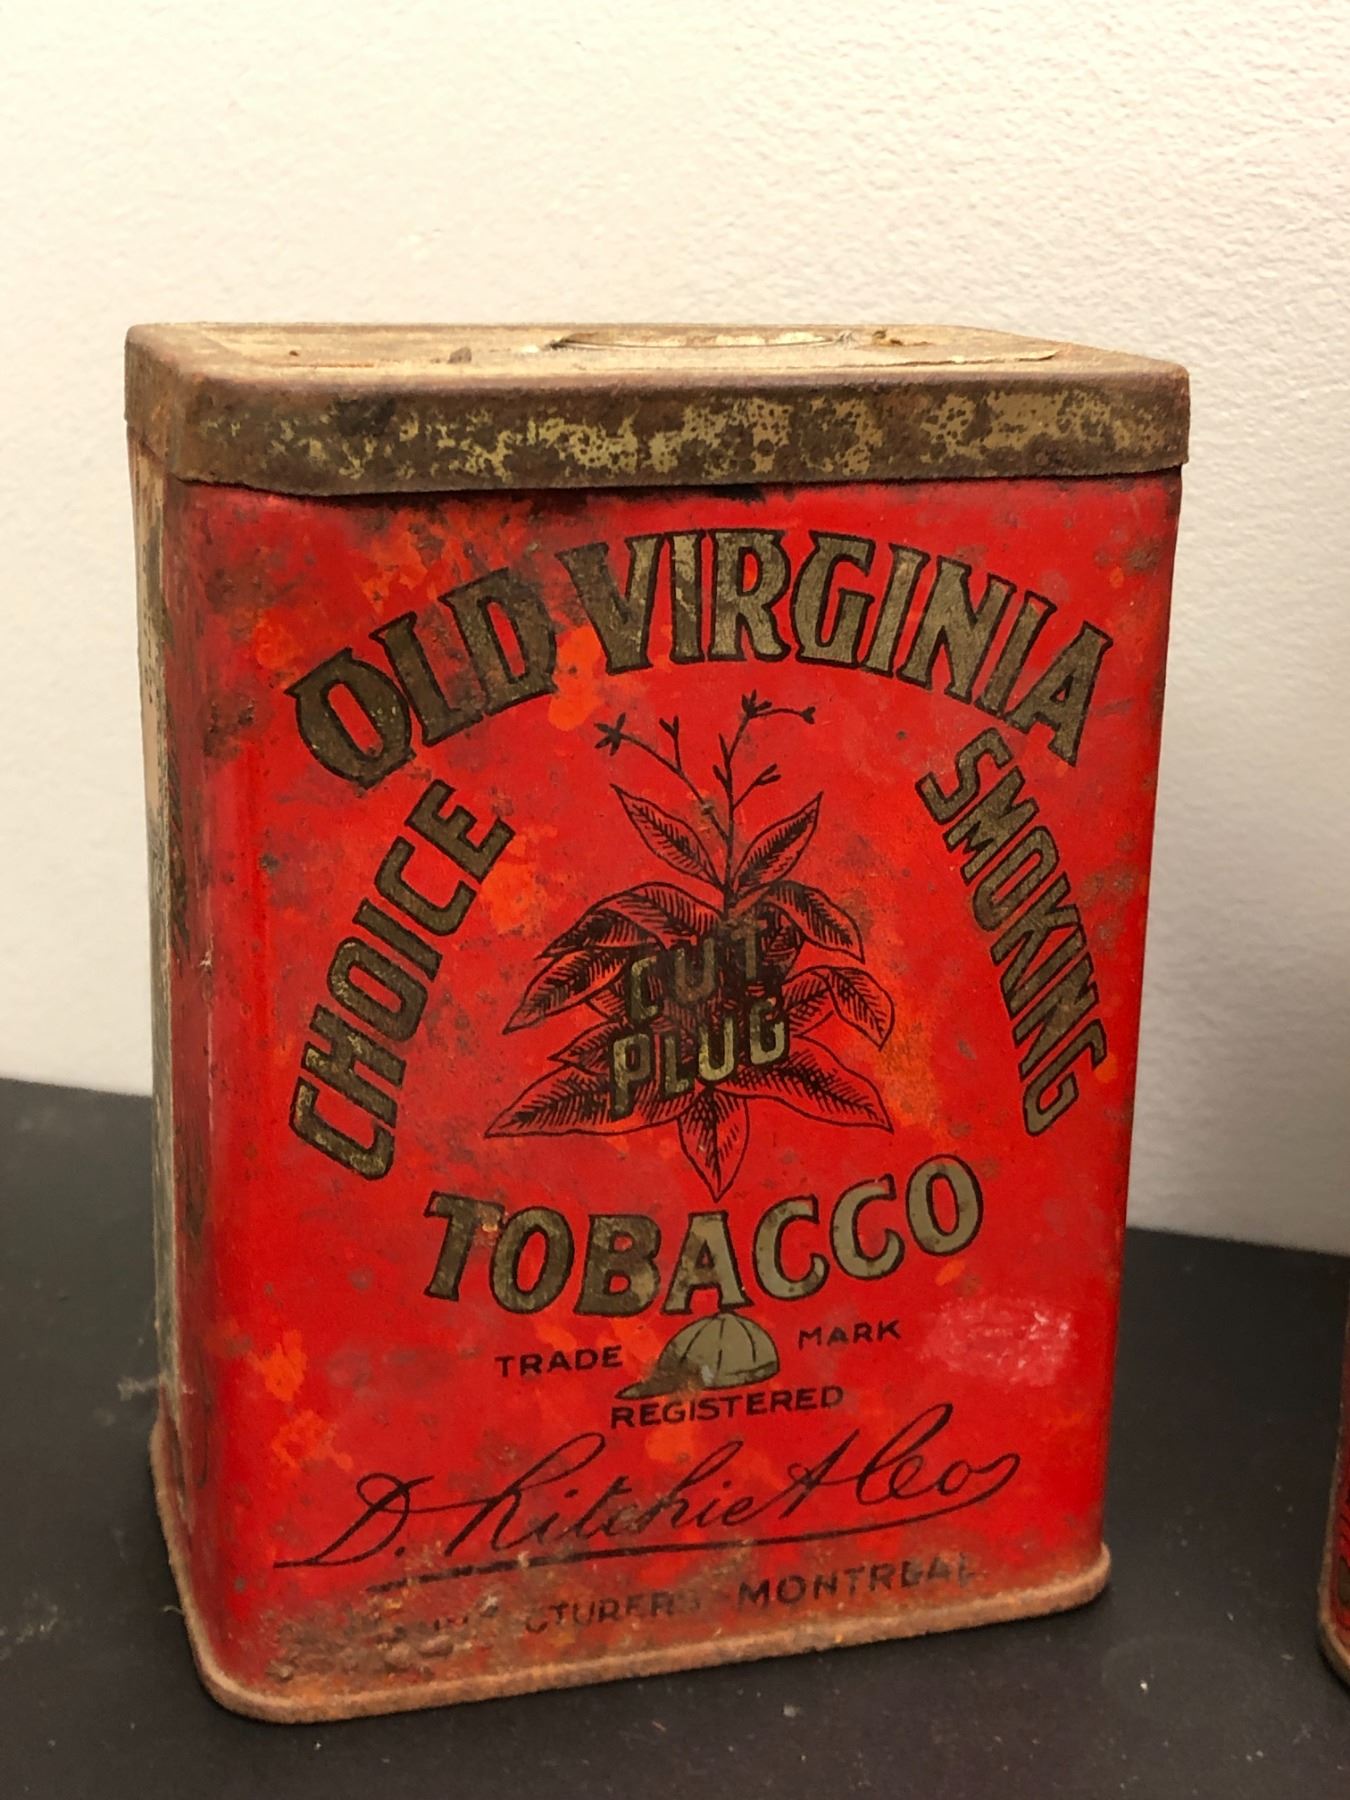 OLD VIRGINIA
CHOICE
SMOKING
CUT
PLUG
TOBACCO
TRADE MARK
REGISTERED
D. Ritchie & Co
MONTREAL